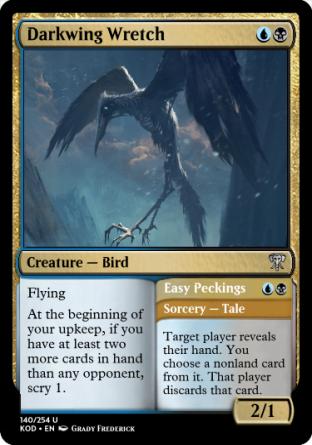 Darkwing Wretch
Creature — Bird
Flying
At the beginning of
your upkeep, if you
have at least two
more cards in hand
than any opponent,
scry 1.
Easy Peckings
Sorcery — Tale
Target player reveals
their hand. You
choose a nonland card
from it. That player
discards that card.
2/1
140/254 U
KOD • EN Grady Frederick